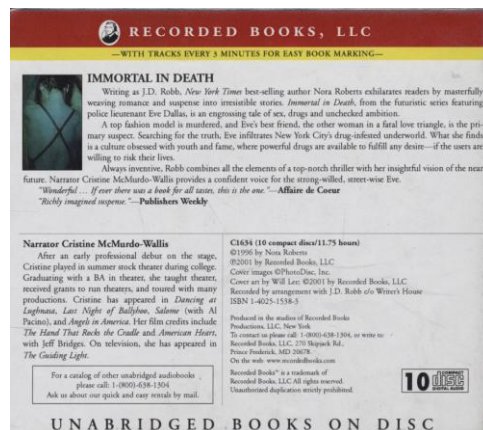 RECORDED BOOKS, LLC
—WITH TRACKS EVERY 3 MINUTES FOR EASY BOOK MARKING—
IMMORTAL IN DEATH
Writing as J.D. Robb, New York Times best-selling author Nora Roberts exhilarates readers by masterfully
weaving romance and suspense into irresistible stories. Immortal in Death, from the futuristic series featuring
police lieutenant Eve Dallas, is an engrossing tale of sex, drugs and unchecked ambition.
A top fashion model is murdered, and Eve's best friend, the other woman in a fatal love triangle, is the pri-
mary suspect. Searching for the truth, Eve infiltrates New York City's drug-infested underworld. What she finds
is a culture obsessed with youth and fame, where powerful drugs are available to fulfill any desire—if the users are
willing to risk their lives.
Always inventive, Robb combines all the elements of a top-notch thriller with her insightful vision of the near
future. Narrator Cristine McMurdo-Wallis provides a confident voice for the strong-willed, street-wise Eve.
"Wonderful ... If ever there was a book for all tastes, this is the one."—Affaire de Coeur
"Richly imagined suspense."—Publishers Weekly
Narrator Cristine McMurdo-Wallis
After an early professional debut on the stage,
Cristine played in summer stock theater during college.
Graduating with a BA in theater, she taught theater,
received grants to run theaters, and toured with many
productions. Cristine has appeared in Dancing at
Lughnasa, Last Night of Ballyhoo, Salome (with Al
Pacino), and Angels in America. Her film credits include
The Hand That Rocks the Cradle and American Heart,
with Jeff Bridges. On television, she has appeared in
The Guiding Light.
For a catalog of other unabridged audiobooks
please call: 1-(800)-638-1304
Ask us about our quick and easy rentals by mail.
C1634 (10 compact discs/11.75 hours)
©1996 by Nora Roberts
℗2001 by Recorded Books, LLC
Cover images ©PhotoDisc, Inc.
Cover art by Will Lee; ©2001 by Recorded Books, LLC
Recorded by arrangement with J.D. Robb c/o Writer's House
ISBN 1-4025-1538-3
Produced in the studios of Recorded Books
Productions, LLC, New York
To contact us please call: 1-800-638-1304, or write to
Recorded Books, LLC, 270 Skipjack Rd.,
Prince Frederick, MD 20678.
On the web: www.recordedbooks.com
Recorded Books™ is a trademark of
Recorded Books, LLC All rights reserved.
Unauthorized duplication strictly prohibited.
10 COMPACT disc DIGITAL AUDIO
UNABRIDGED BOOKS ON DISC